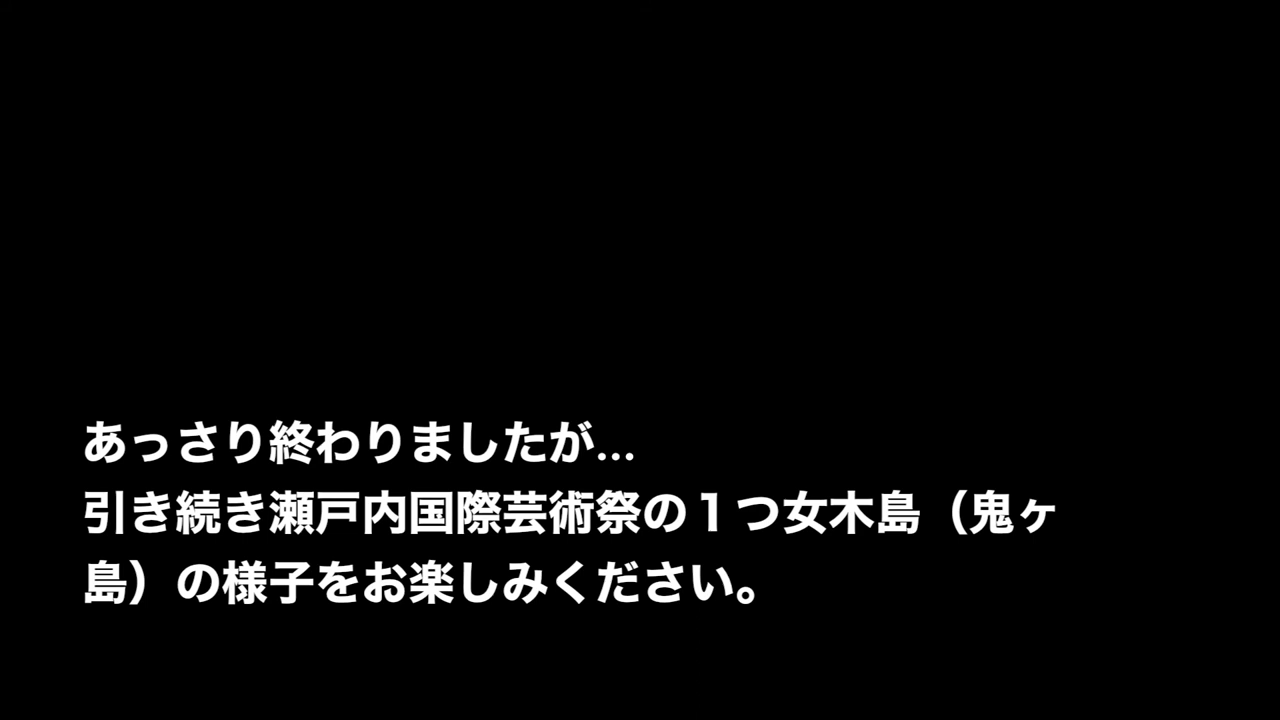 あっさり終わりましたが...
引き続き瀬戸内国際芸術祭の１つ女木島（鬼ヶ
島）の様子をお楽しみください。